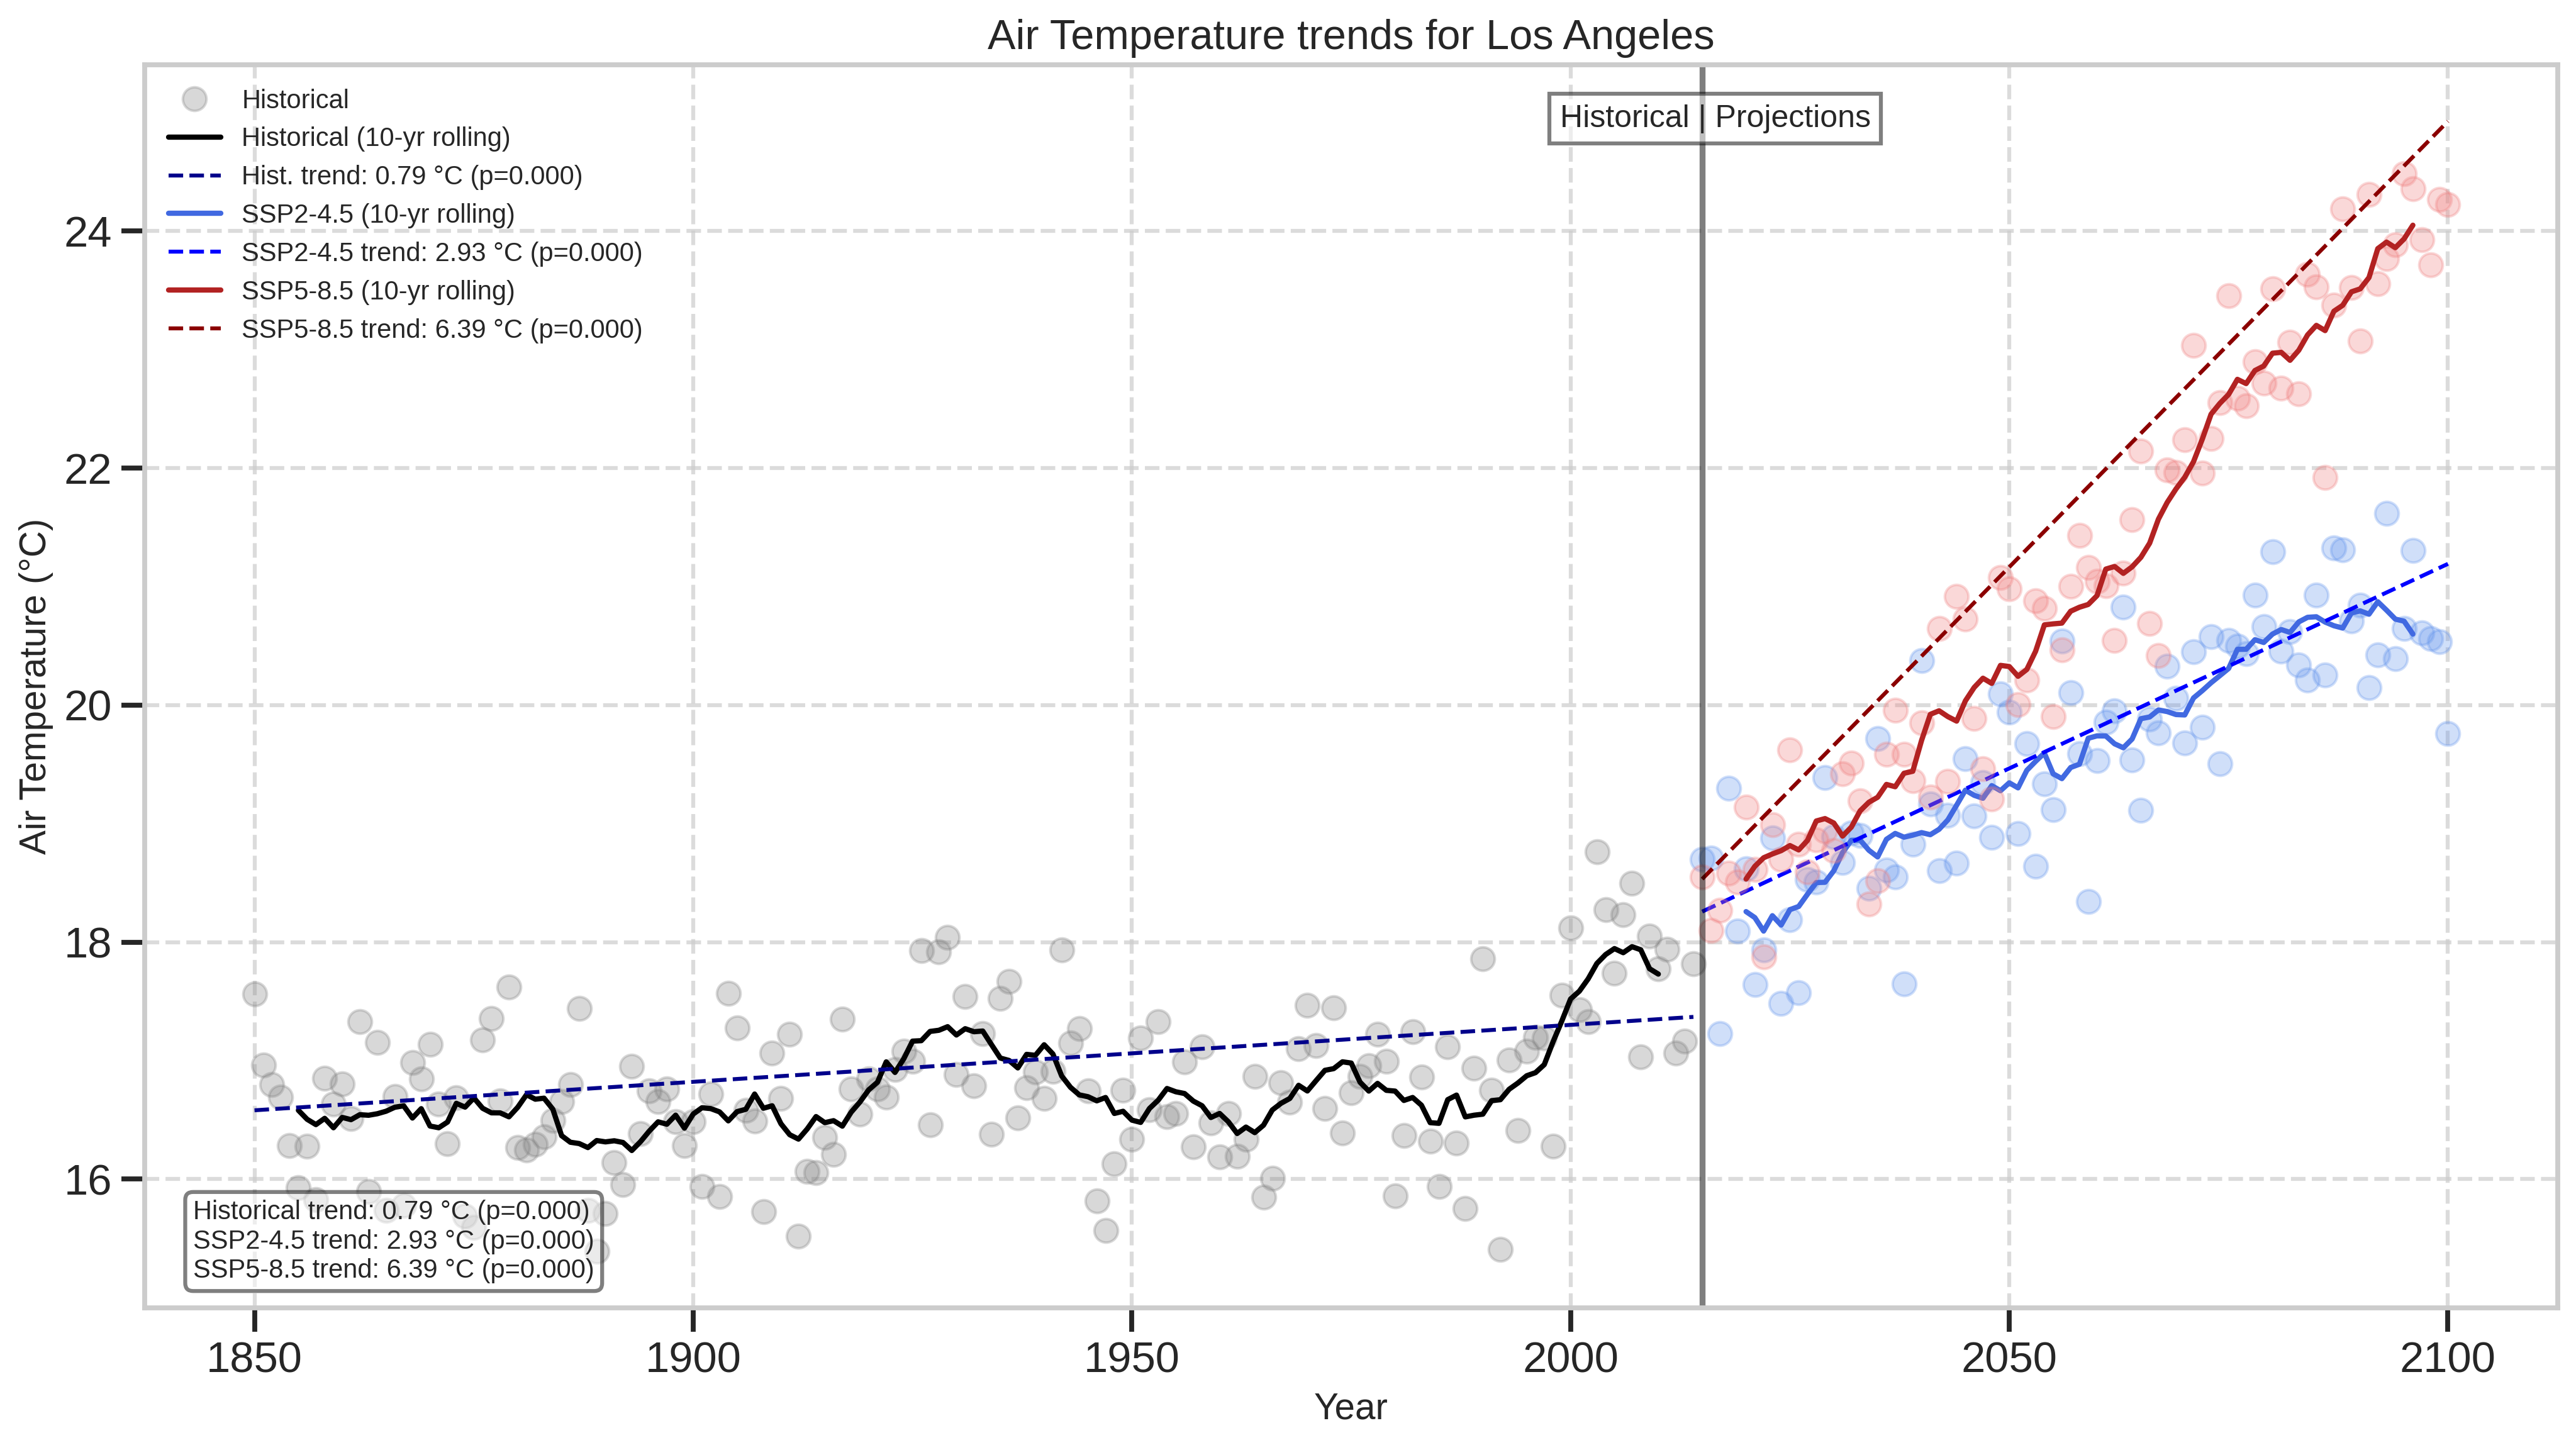 Air Temperature trends for Los Angeles
Historical
Historical (10-yr rolling)
Hist. trend: 0.79 °C (p=0.000)
SSP2-4.5 (10-yr rolling)
SSP2-4.5 trend: 2.93 °C (p=0.000)
SSP5-8.5 (10-yr rolling)
SSP5-8.5 trend: 6.39 °C (p=0.000)
Historical | Projections
Air Temperature (°C)
24
22
20
18
16
Historical trend: 0.79 °C (p=0.000)
SSP2-4.5 trend: 2.93 °C (p=0.000)
SSP5-8.5 trend: 6.39 °C (p=0.000)
1850 1900 1950 2000 2050 2100
Year